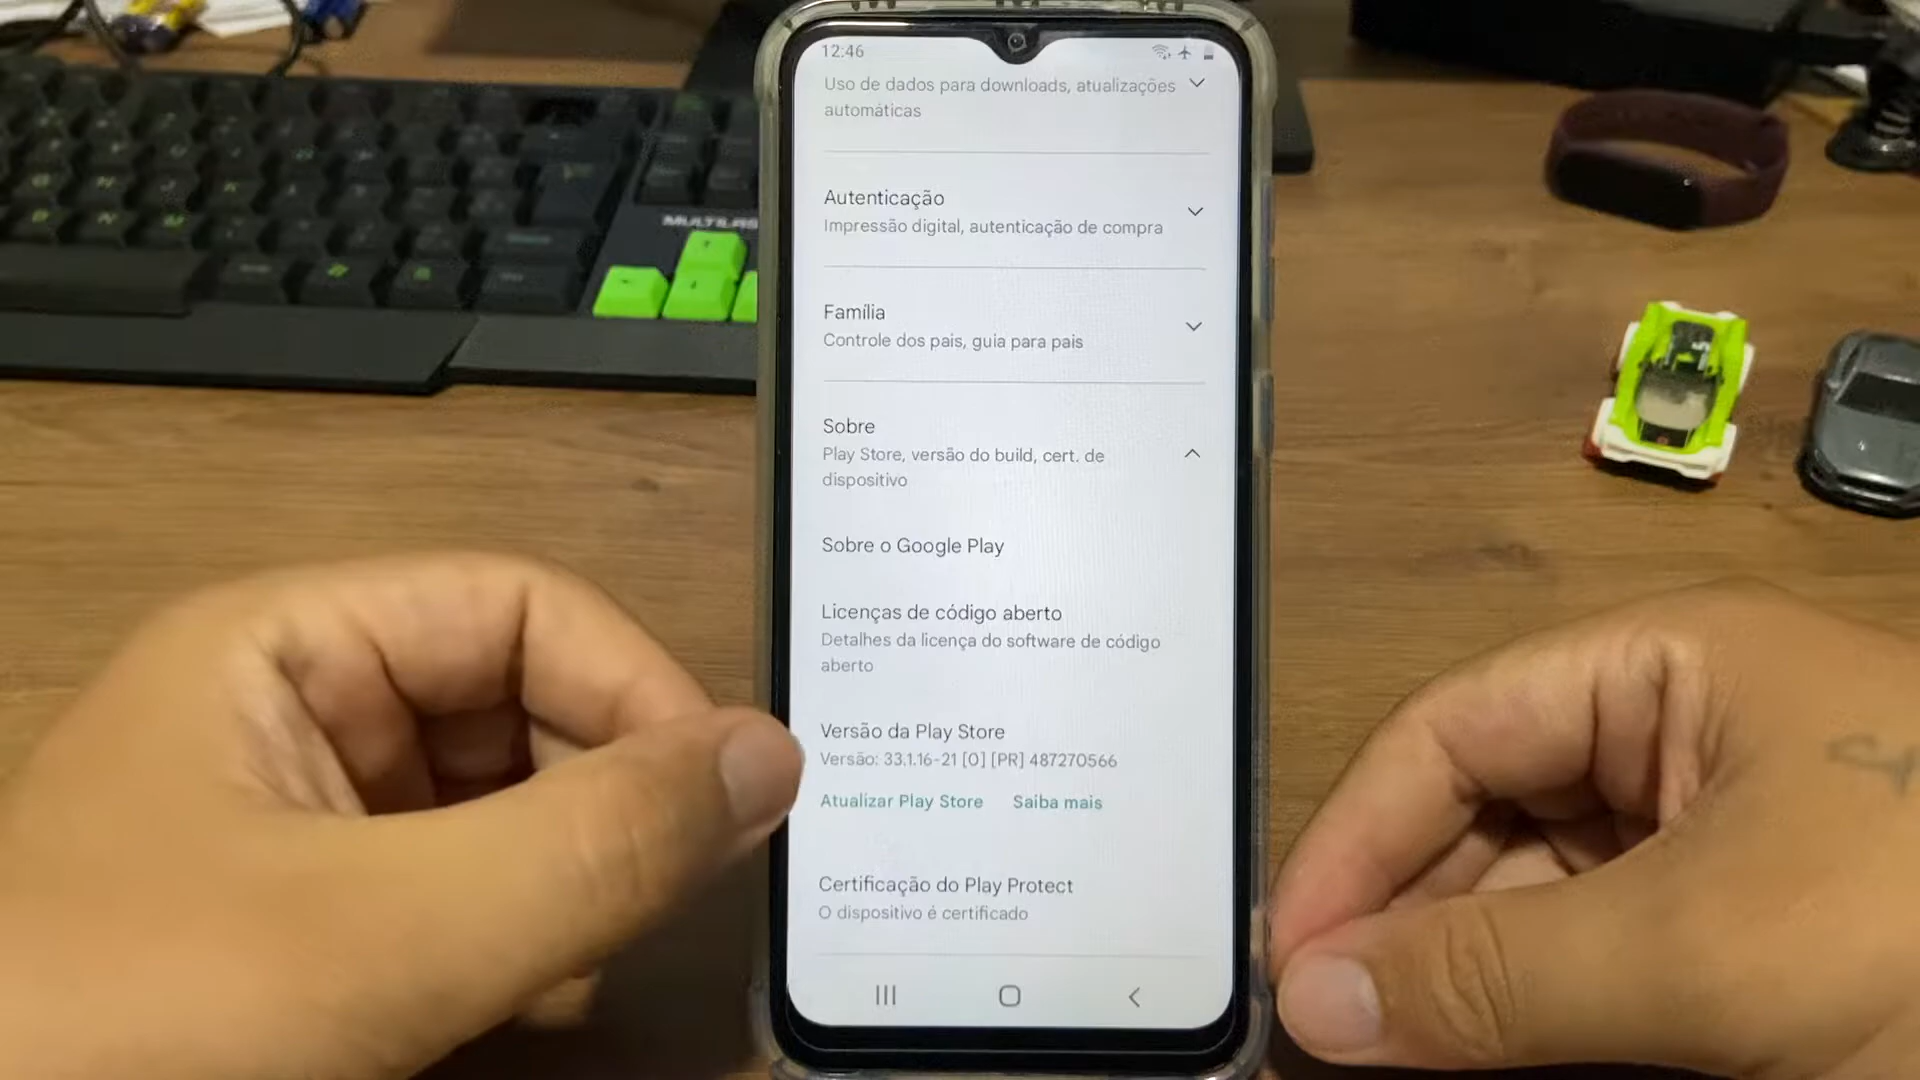 12:46
Uso de dados para downloads, atualizações
automáticas
Autenticação
Impressão digital, autenticação de compra
Família
Controle dos pais, guia para pais
Sobre
Play Store, versão do build, cert. de
dispositivo
Sobre o Google Play
Licenças de código aberto
Detalhes da licença do software de código
aberto
Versão da Play Store
Versão: 33.1.16-21 [0] [PR] 487270566
Atualizar Play Store Saiba mais
Certificação do Play Protect
O dispositivo é certificado